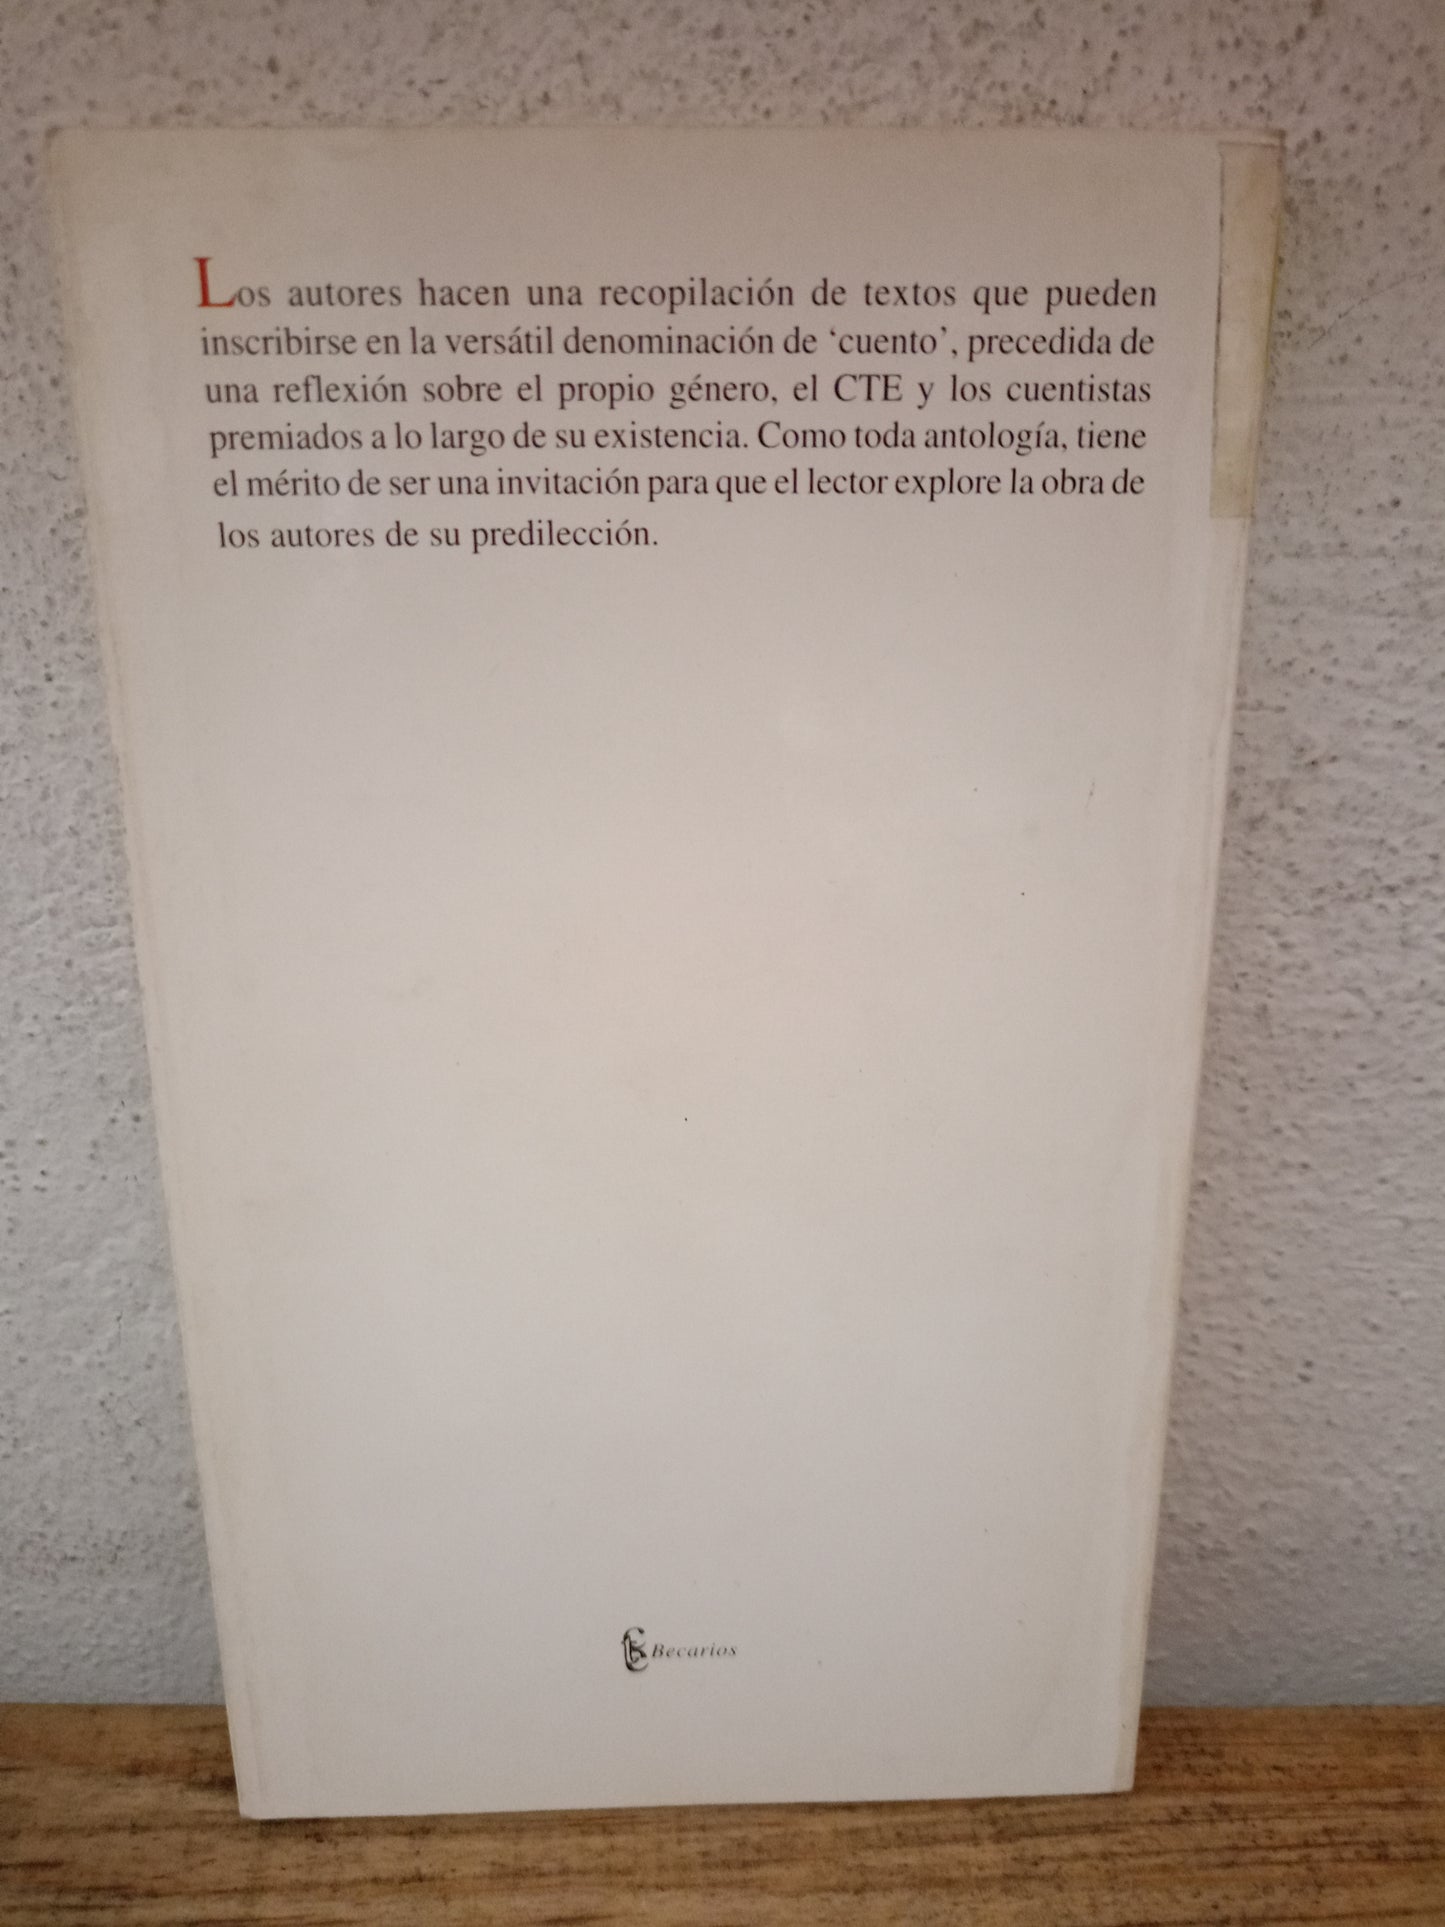 Los autores hacen una recopilación de textos que pueden
inscribirse en la versátil denominación de ‘cuento’, precedida de
una reflexión sobre el propio género, el CTE y los cuentistas
premiados a lo largo de su existencia. Como toda antología, tiene
el mérito de ser una invitación para que el lector explore la obra de
los autores de su predilección.
Becarios